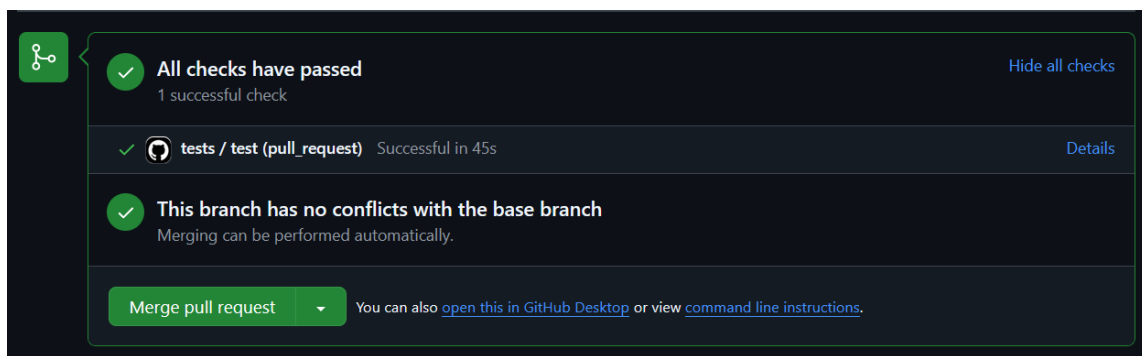 All checks have passed
Hide all checks
1 successful check
tests / test (pull_request) Successful in 45s
Details
This branch has no conflicts with the base branch
Merging can be performed automatically.
Merge pull request
You can also open this in GitHub Desktop or view command line instructions.